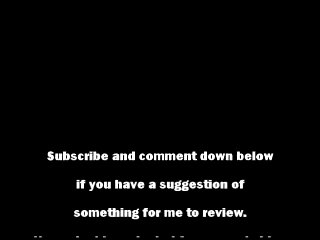 Subscribe and comment down below
if you have a suggestion of
something for me to review.